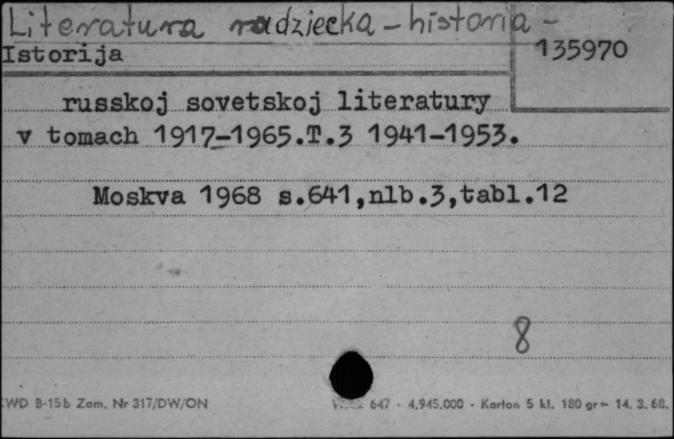 Literatura radziecka - historia -
Istorija
135970
russkoj sovetskoj literatury
v tomach 1917-1965.T.3 1941-1953.
Moskva 1968 s.641,nlb.3,tabl.12
8
WD B-15b Zam. Nr 317/DW/ON
647 - 4.945.000 - Karton 5 kl. 180 gr - 14. 3. 68.